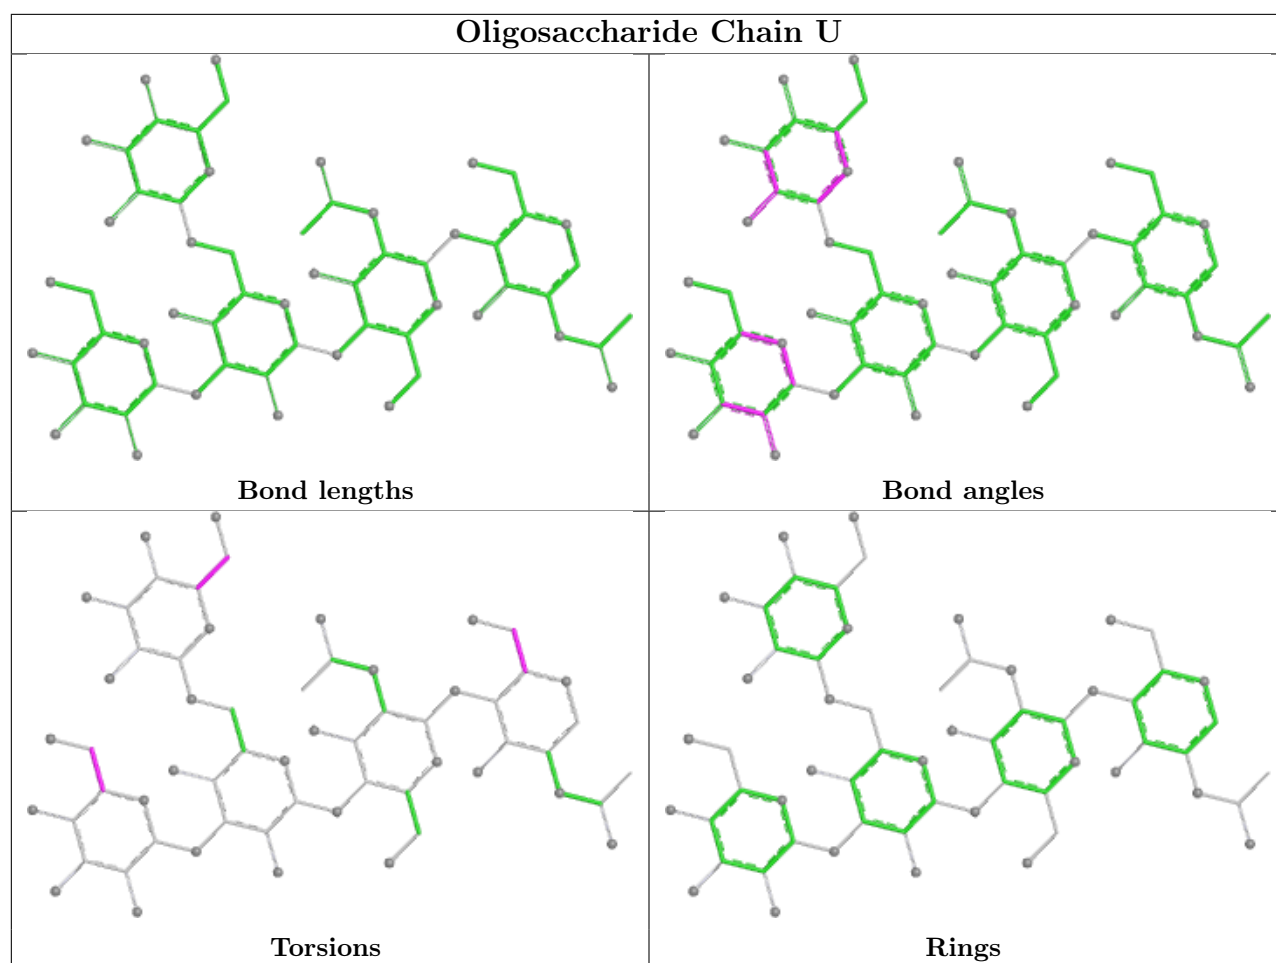 Oligosaccharide Chain U
Bond lengths
Bond angles
Torsions
Rings